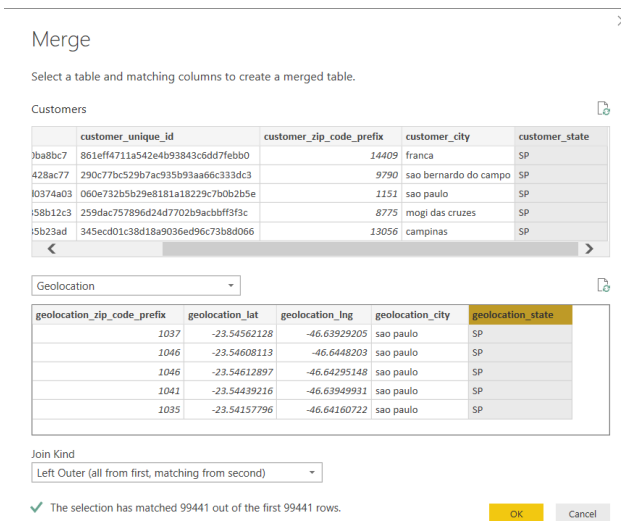 Merge
Select a table and matching columns to create a merged table.
Customers
customer_unique_id customer_zip_code_prefix customer_city customer_state
0ba8bc7 861eff4711a542e4b93843c6dd7febb0 14409 franca SP
428ac77 290c77bc529b7ac935b93aa66c333dc3 9790 sao bernardo do campo SP
0374a03 060e732b5b29e8181a18229c7b0b2b5e 1151 sao paulo SP
58b12c3 259dac757896d24d7702b9acbbff3f3c 8775 mogi das cruzes SP
5b23ad 345ecd01c38d18a9036ed96c73b8d066 13056 campinas SP
Geolocation
geolocation_zip_code_prefix geolocation_lat geolocation_lng geolocation_city geolocation_state
1037 -23.54562128 -46.63929205 sao paulo SP
1046 -23.54608113 -46.6448203 sao paulo SP
1046 -23.54612897 -46.64295148 sao paulo SP
1041 -23.54439216 -46.63949931 sao paulo SP
1035 -23.54157796 -46.64160722 sao paulo SP
Join Kind
Left Outer (all from first, matching from second)
The selection has matched 99441 out of the first 99441 rows.
OK Cancel